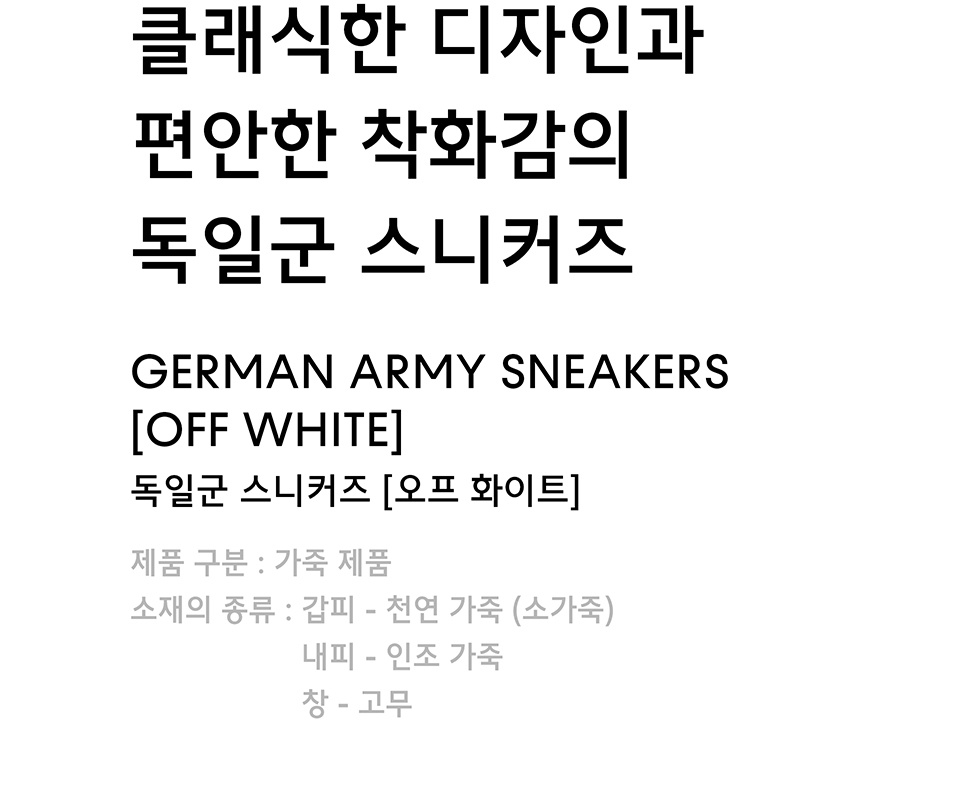 클래식한 디자인과
편안한 착화감의
독일군 스니커즈
GERMAN ARMY SNEAKERS
[OFF WHITE]
독일군 스니커즈 [오프 화이트]
제품 구분 : 가죽 제품
소재의 종류 : 갑피 - 천연 가죽 (소가죽)
내피 - 인조 가죽
창 - 고무